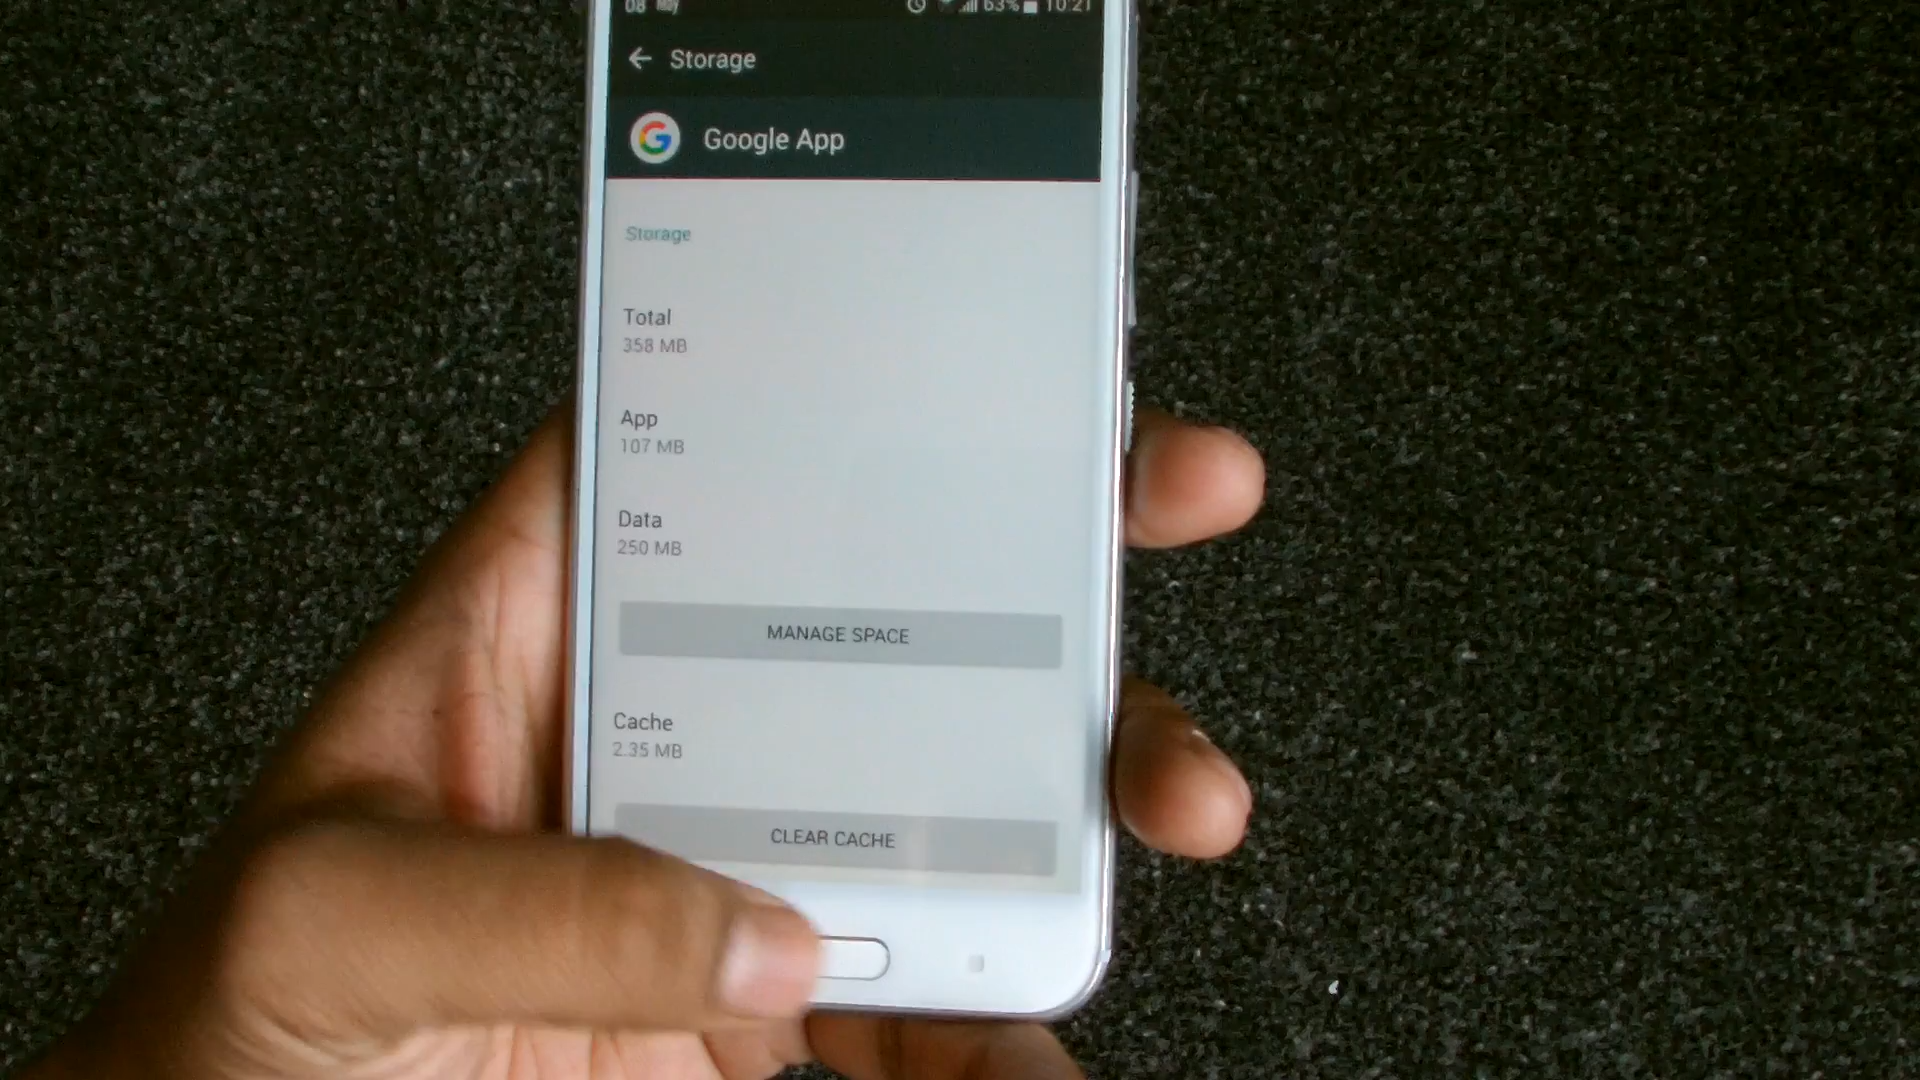 08 May 63% 10:21
Storage
Google App
Storage
Total
358 MB
App
107 MB
Data
250 MB
MANAGE SPACE
Cache
2.35 MB
CLEAR CACHE